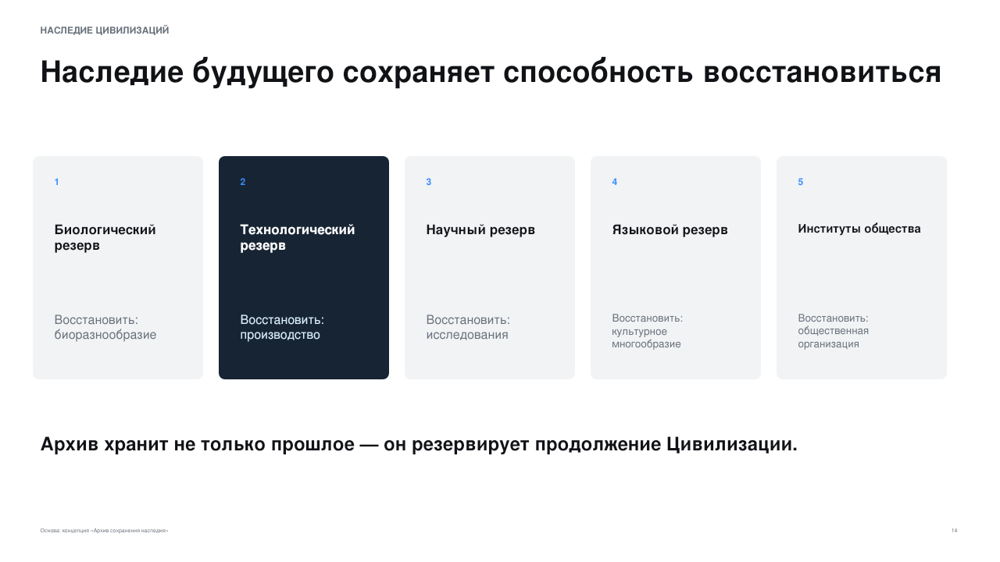 НАСЛЕДИЕ ЦИВИЛИЗАЦИЙ
Наследие будущего сохраняет способность восстановиться
1
Биологический
резерв
Восстановить:
биоразнообразие
2
Технологический
резерв
Восстановить:
производство
3
Научный резерв
Восстановить:
исследования
4
Языковой резерв
Восстановить:
культурное
многообразие
5
Институты общества
Восстановить:
общественная
организация
Архив хранит не только прошлое — он резервирует продолжение Цивилизации.
Основа: концепция «Архив сохранения наследия»
14